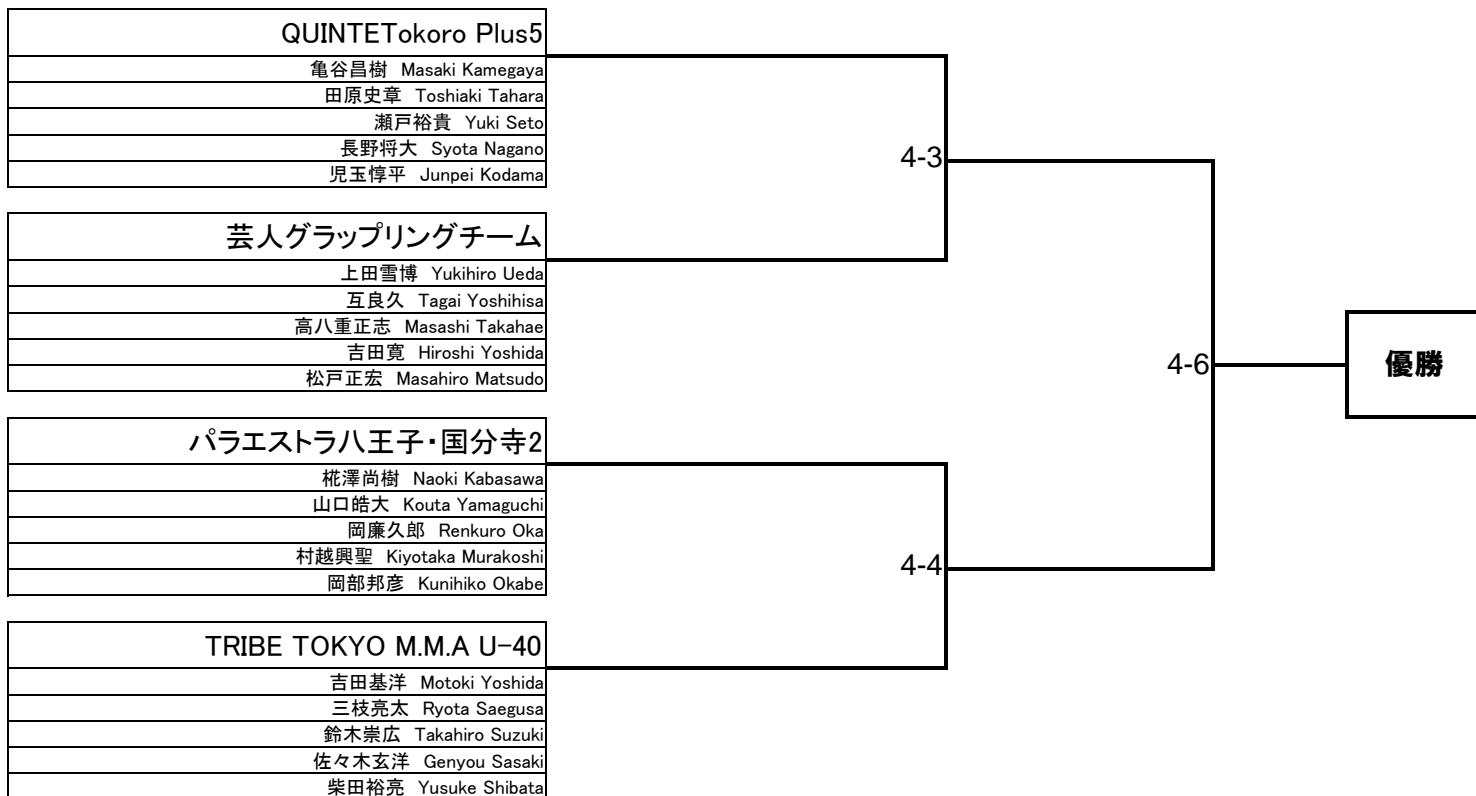 QUINTETokoro Plus5
亀谷昌樹 Masaki Kamegaya
田原史章 Toshiaki Tahara
瀬戸裕貴 Yuki Seto
長野将大 Syota Nagano
児玉惇平 Junpei Kodama
4-3
芸人グラップリングチーム
上田雪博 Yukihiro Ueda
互良久 Tagai Yoshihisa
高八重正志 Masashi Takahae
吉田寛 Hiroshi Yoshida
松戸正宏 Masahiro Matsudo
4-6
優勝
パラエストラ八王子・国分寺2
椛澤尚樹 Naoki Kabasawa
山口皓大 Kouta Yamaguchi
岡廉久郎 Renkuro Oka
村越興聖 Kiyotaka Murakoshi
岡部邦彦 Kunihiko Okabe
4-4
TRIBE TOKYO M.M.A U-40
吉田基洋 Motoki Yoshida
三枝亮太 Ryota Saegusa
鈴木崇広 Takahiro Suzuki
佐々木玄洋 Genyou Sasaki
柴田裕亮 Yusuke Shibata